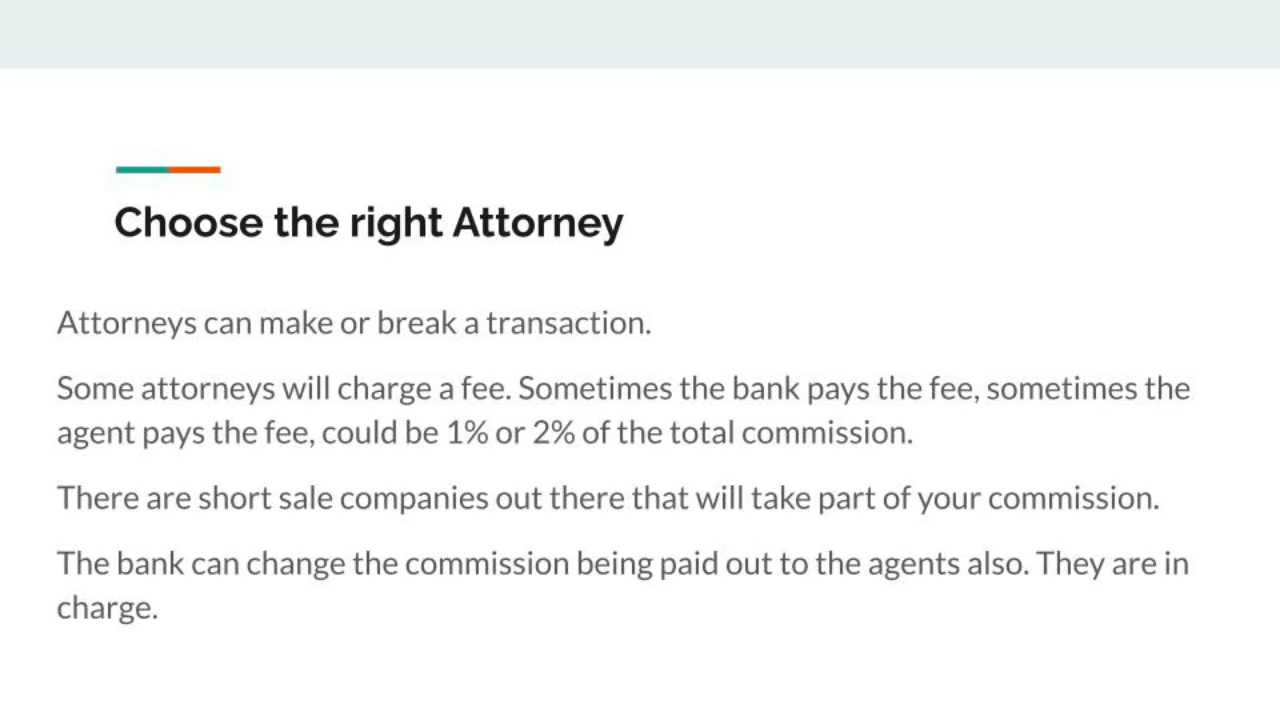 Choose the right Attorney
Attorneys can make or break a transaction.
Some attorneys will charge a fee. Sometimes the bank pays the fee, sometimes the
agent pays the fee, could be 1% or 2% of the total commission.
There are short sale companies out there that will take part of your commission.
The bank can change the commission being paid out to the agents also. They are in
charge.